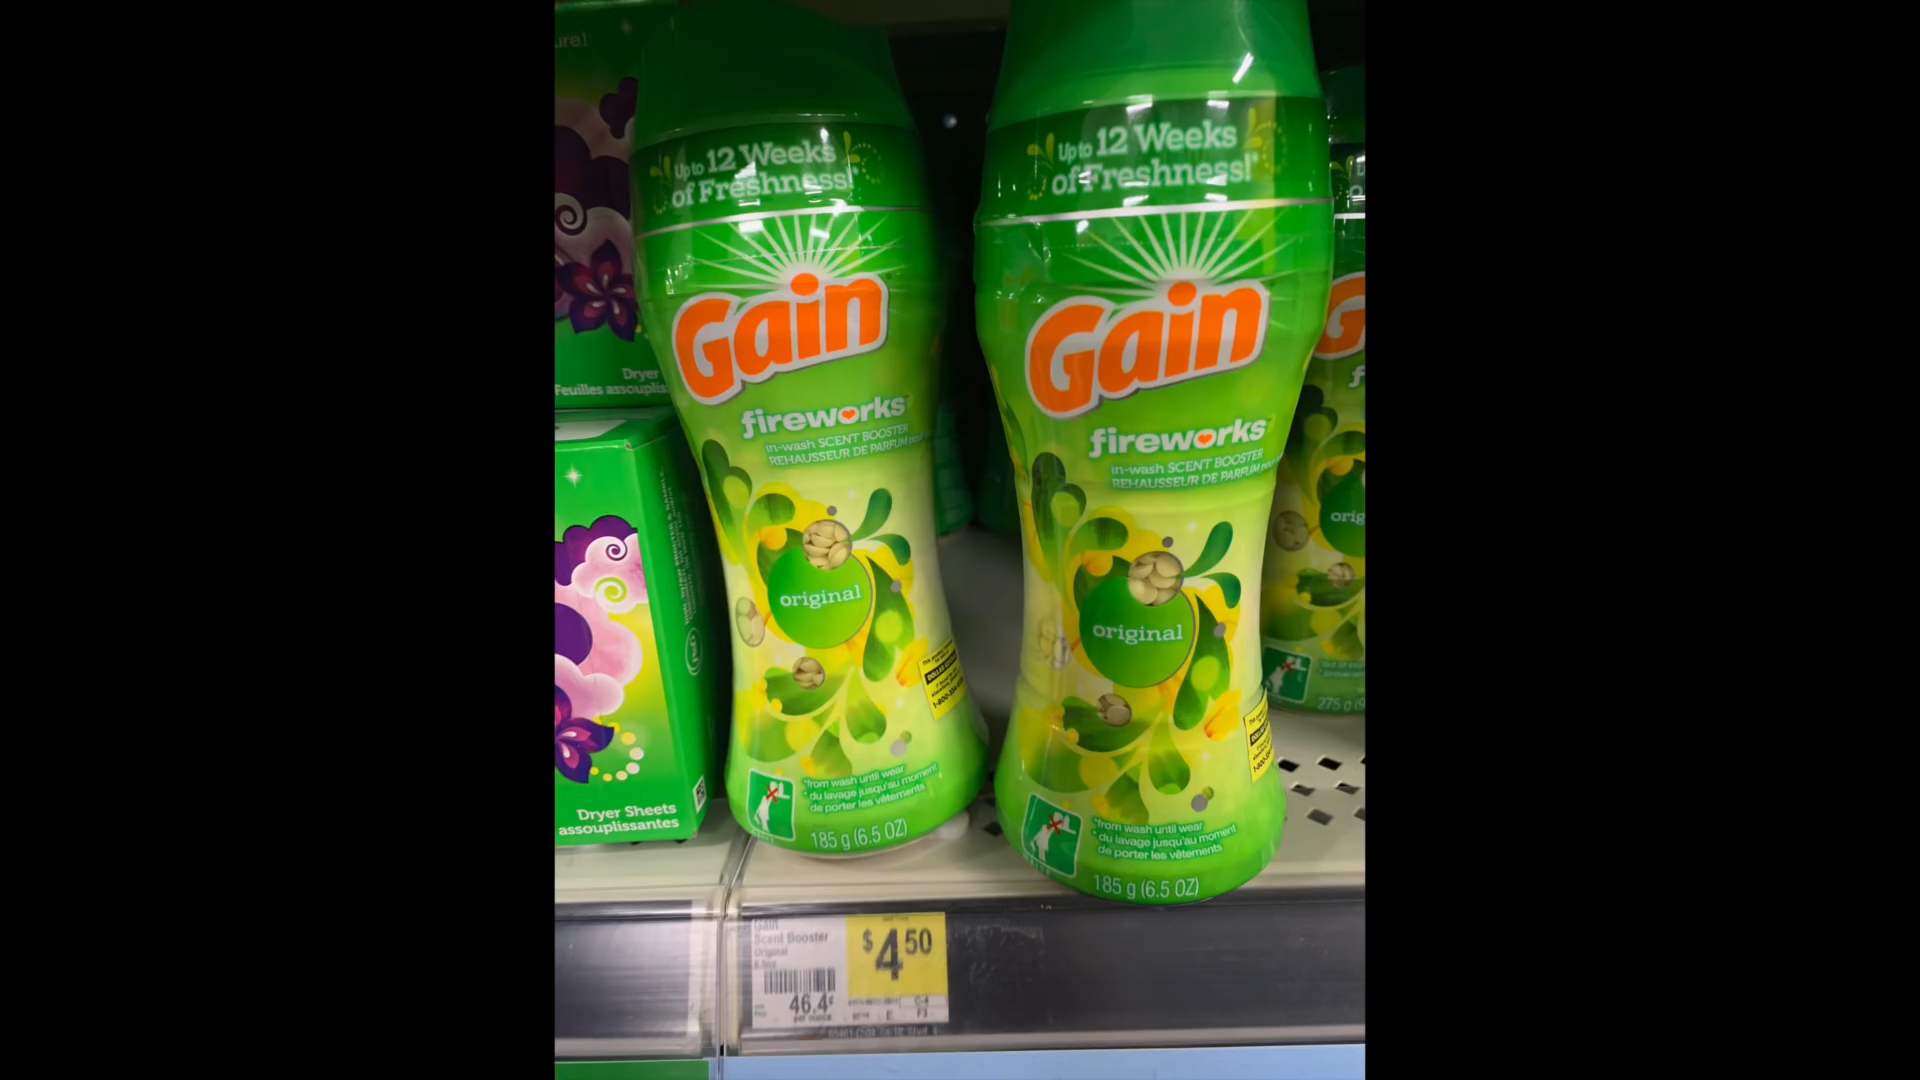 ure!
Dryer
Feuilles assouplis
Dryer Sheets
assouplissantes
Up to 12 Weeks
of Freshness!*
Gain
fireworks
in-wash SCENT BOOSTER
REHAUSSEUR DE PARFUM
original
DOLLAR
*from wash until wear
* du lavage jusqu'au moment
de porter les vêtements
185 g (6.5 OZ)
Up to 12 Weeks
of Freshness!*
Gain
fireworks
in-wash SCENT BOOSTER
REHAUSSEUR DE PARFUM
original
*from wash until wear
* du lavage jusqu'au moment
de porter les vêtements
185 g (6.5 OZ)
G
f
orig
275 g
Gain
Scent Booster
Original
$4.50
46.4¢
per ounce
C-4
E
F3